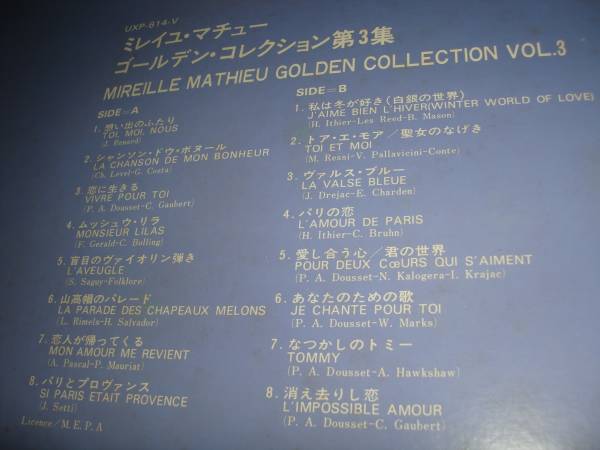 UXP-814-V
ミレイユ・マチュー
ゴールデン・コレクション第3集
MIREILLE MATHIEU GOLDEN COLLECTION VOL.3
SIDE=A
1. 想い出のふたり
TOI, MOI, NOUS
(J. Renard)
2. シャンソン・ドゥ・ボヌール
LA CHANSON DE MON BONHEUR
(Ch. Level-G. Costa)
3. 恋に生きる
VIVRE POUR TOI
(P. A. Dousset-C. Gaubert)
4. ムッシュウ・リラ
MONSIEUR LILAS
(F. Gerald-C. Bolling)
5. 盲目のヴァイオリン弾き
L'AVEUGLE
(S. Saguy-Folklore)
6. 山高帽のパレード
LA PARADE DES CHAPEAUX MELONS
(L. Rimels-H. Salvador)
7. 恋人が帰ってくる
MON AMOUR ME REVIENT
(A. Pascal-P. Mauriat)
8. パリとプロヴァンス
SI PARIS ETAIT PROVENCE
(J. Setti)
Licence/M. E. P. A
SIDE=B
1. 私は冬が好き(白銀の世界)
J'AIME BIEN L'HIVER(WINTER WORLD OF LOVE)
(H. Ithier-Les Reed-B. Mason)
2. トア・エ・モア/聖女のなげき
TOI ET MOI
(M. Ressi-V. Pallavicini-Conte)
3. ヴァルス・ブルー
LA VALSE BLEUE
(J. Drejac-E. Charden)
4. パリの恋
L'AMOUR DE PARIS
(H. Ithier-C. Bruhn)
5. 愛し合う心/君の世界
POUR DEUX CŒURS QUI S'AIMENT
(P. A. Dousset-N. Kalogera-I. Krajac)
6. あなたのための歌
JE CHANTE POUR TOI
(P. A. Dousset-W. Marks)
7. なつかしのトミー
TOMMY
(P. A. Dousset-A. Hawkshaw)
8. 消え去りし恋
L'IMPOSSIBLE AMOUR
(P. A. Dousset-C. Gaubert)